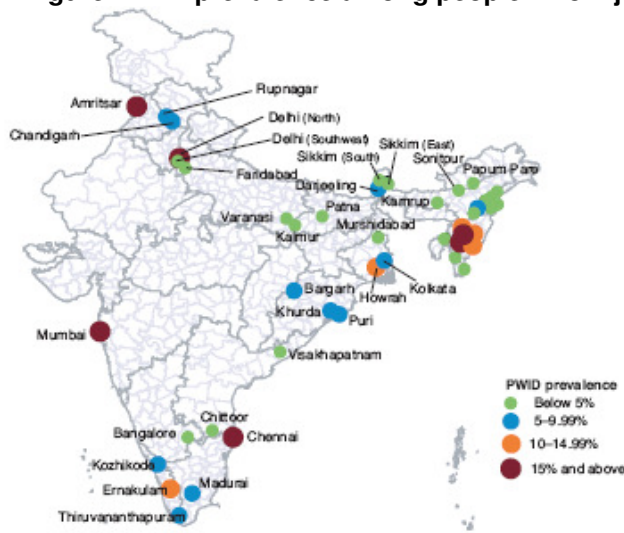 Amritsar
Rupnagar
Chandigarh
Delhi (North)
Delhi (Southwest)
Faridabad
Sikkim (South)
Sikkim (East)
Sonitpur
Papum Pare
Darjeeling
Kamrup
Varanasi
Patna
Kaimur
Murshidabad
Bargarh
Howrah
Kolkata
Khurda
Puri
Mumbai
Visakhapatnam
PWID prevalence
Below 5%
5–9.99%
10–14.99%
15% and above
Chittoor
Bangalore
Chennai
Kozhikode
Ernakulam
Madurai
Thiruvananthapuram